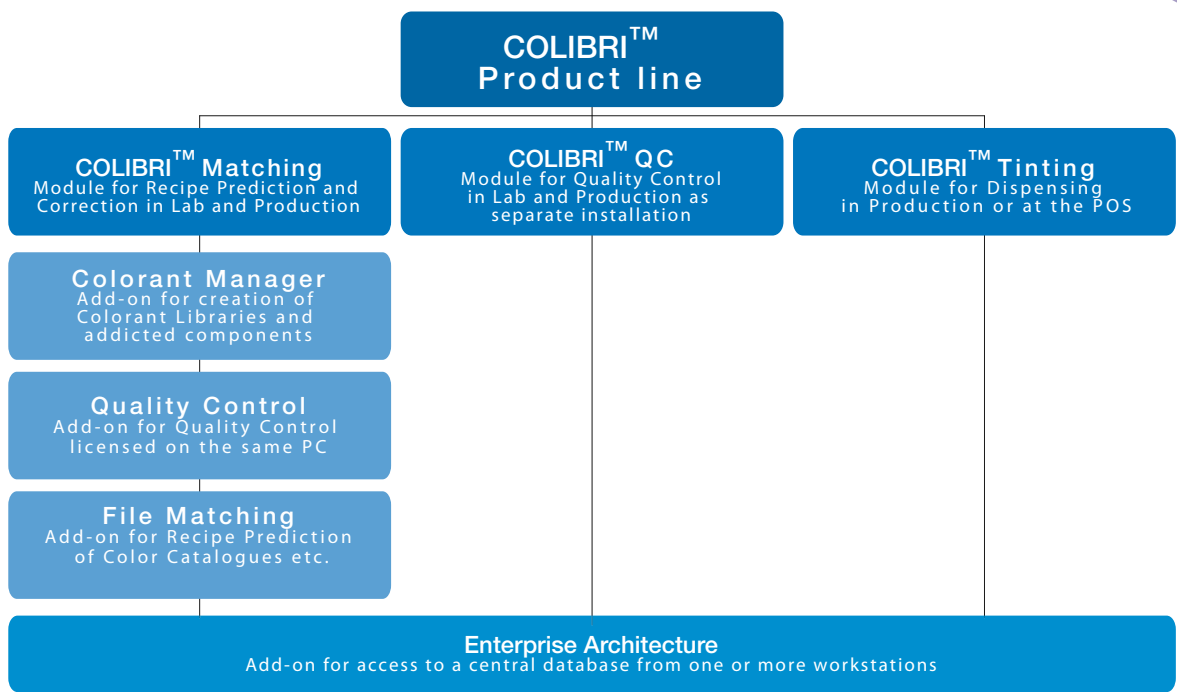 COLIBRI™
Product line
COLIBRI™ Matching
Module for Recipe Prediction and
Correction in Lab and Production
COLIBRI™ QC
Module for Quality Control
in Lab and Production as
separate installation
COLIBRI™ Tinting
Module for Dispensing
in Production or at the POS
Colorant Manager
Add-on for creation of
Colorant Libraries and
addicted components
Quality Control
Add-on for Quality Control
licensed on the same PC
File Matching
Add-on for Recipe Prediction
of Color Catalogues etc.
Enterprise Architecture
Add-on for access to a central database from one or more workstations